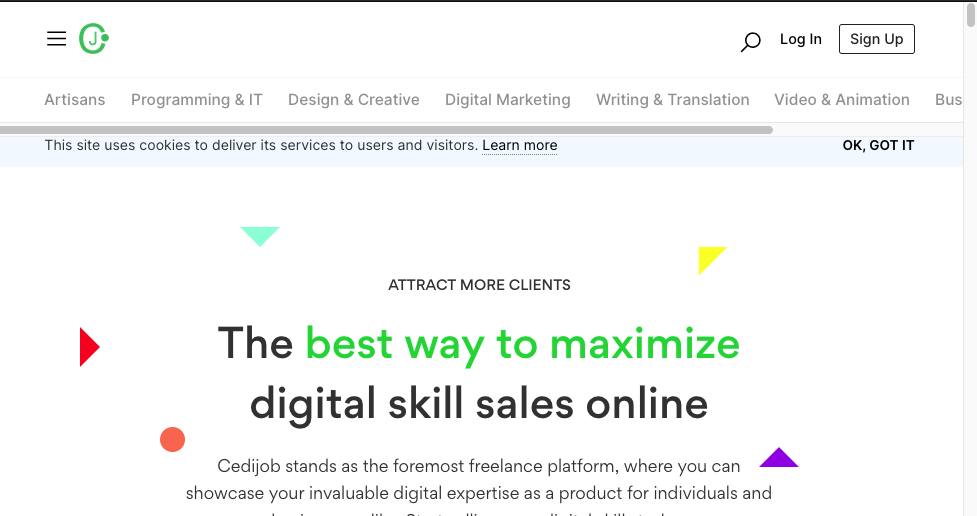 Log In
Sign Up
Artisans
Programming & IT
Design & Creative
Digital Marketing
Writing & Translation
Video & Animation
Bus
This site uses cookies to deliver its services to users and visitors. Learn more
OK, GOT IT
ATTRACT MORE CLIENTS
The best way to maximize
digital skill sales online
Cedijob stands as the foremost freelance platform, where you can
showcase your invaluable digital expertise as a product for individuals and